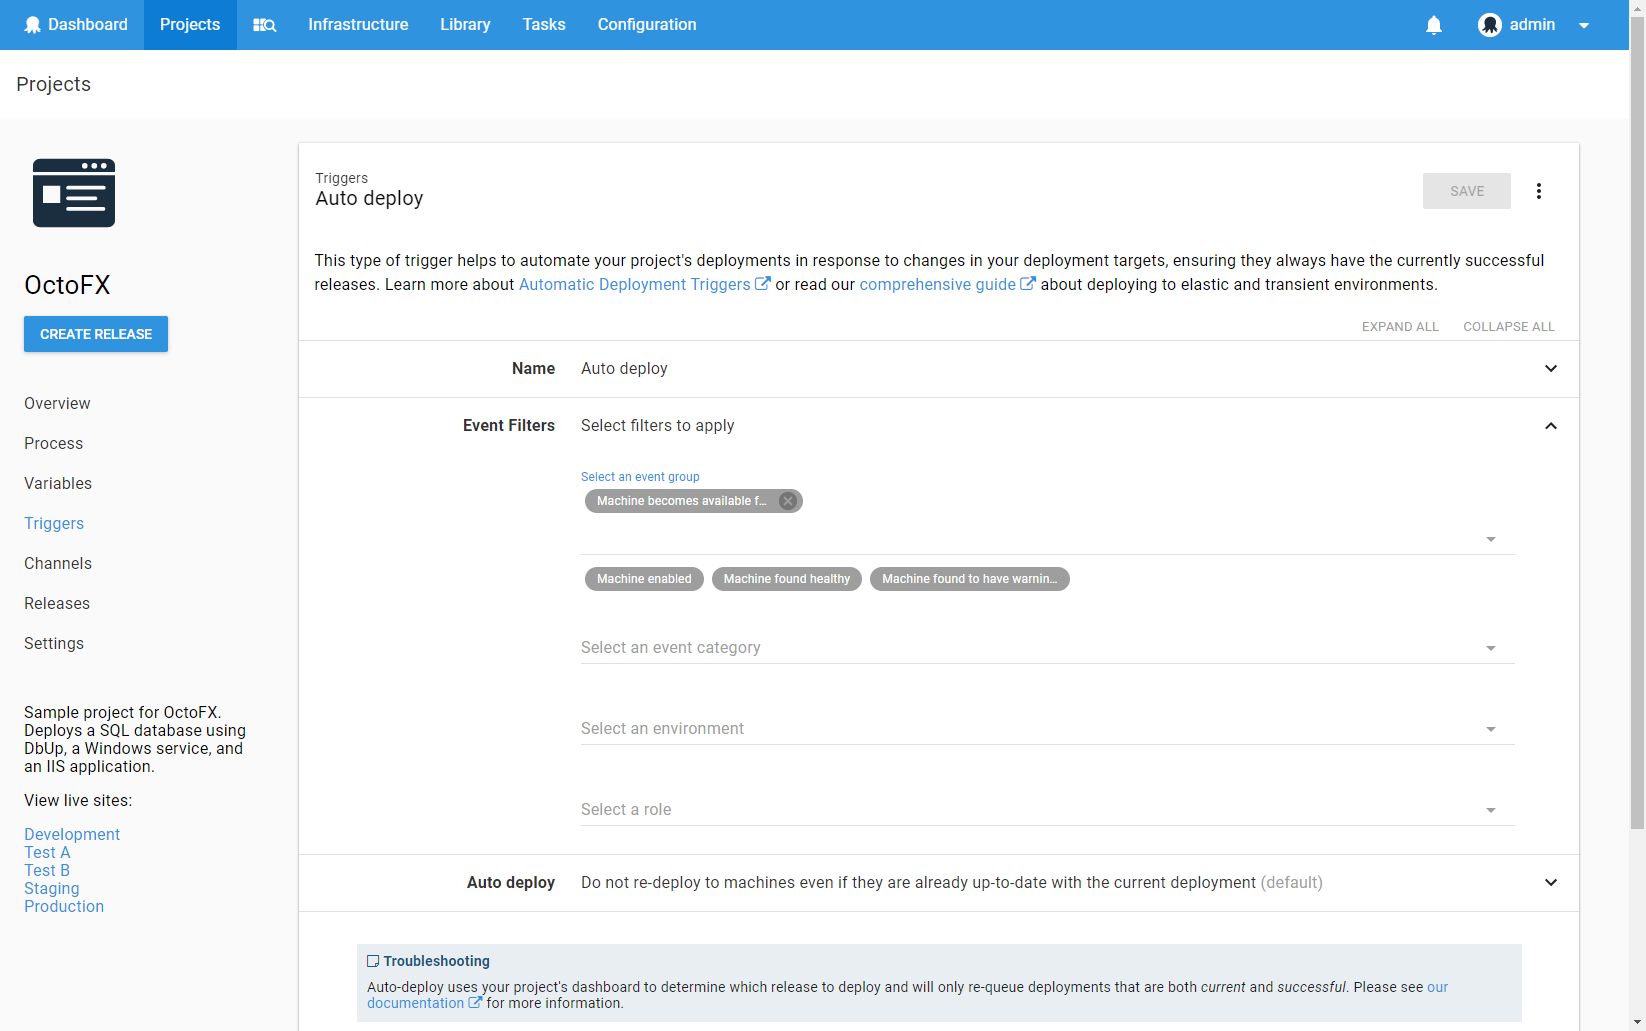 Dashboard
Projects
Infrastructure
Library
Tasks
Configuration
admin
Projects
OctoFX
CREATE RELEASE
Overview
Process
Variables
Triggers
Channels
Releases
Settings
Sample project for OctoFX.
Deploys a SQL database using
DbUp, a Windows service, and
an IIS application.
View live sites:
Development
Test A
Test B
Staging
Production
Triggers
Auto deploy
SAVE
This type of trigger helps to automate your project's deployments in response to changes in your deployment targets, ensuring they always have the currently successful
releases. Learn more about Automatic Deployment Triggers or read our comprehensive guide about deploying to elastic and transient environments.
EXPAND ALL
COLLAPSE ALL
Name
Auto deploy
Event Filters
Select filters to apply
Select an event group
Machine becomes available f...
Machine enabled
Machine found healthy
Machine found to have warnin...
Select an event category
Select an environment
Select a role
Auto deploy
Do not re-deploy to machines even if they are already up-to-date with the current deployment (default)
Troubleshooting
Auto-deploy uses your project's dashboard to determine which release to deploy and will only re-queue deployments that are both current and successful. Please see our
documentation for more information.